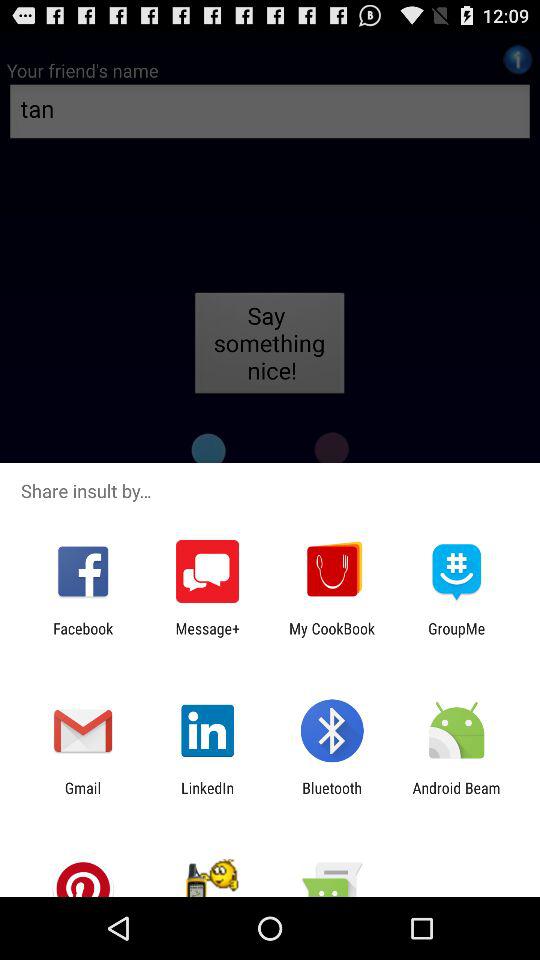 12:09
Your friend's name
1
tan
Say
something
nice!
Share insult by...
Facebook
Message+
My CookBook
GroupMe
Gmail
LinkedIn
Bluetooth
Android Beam